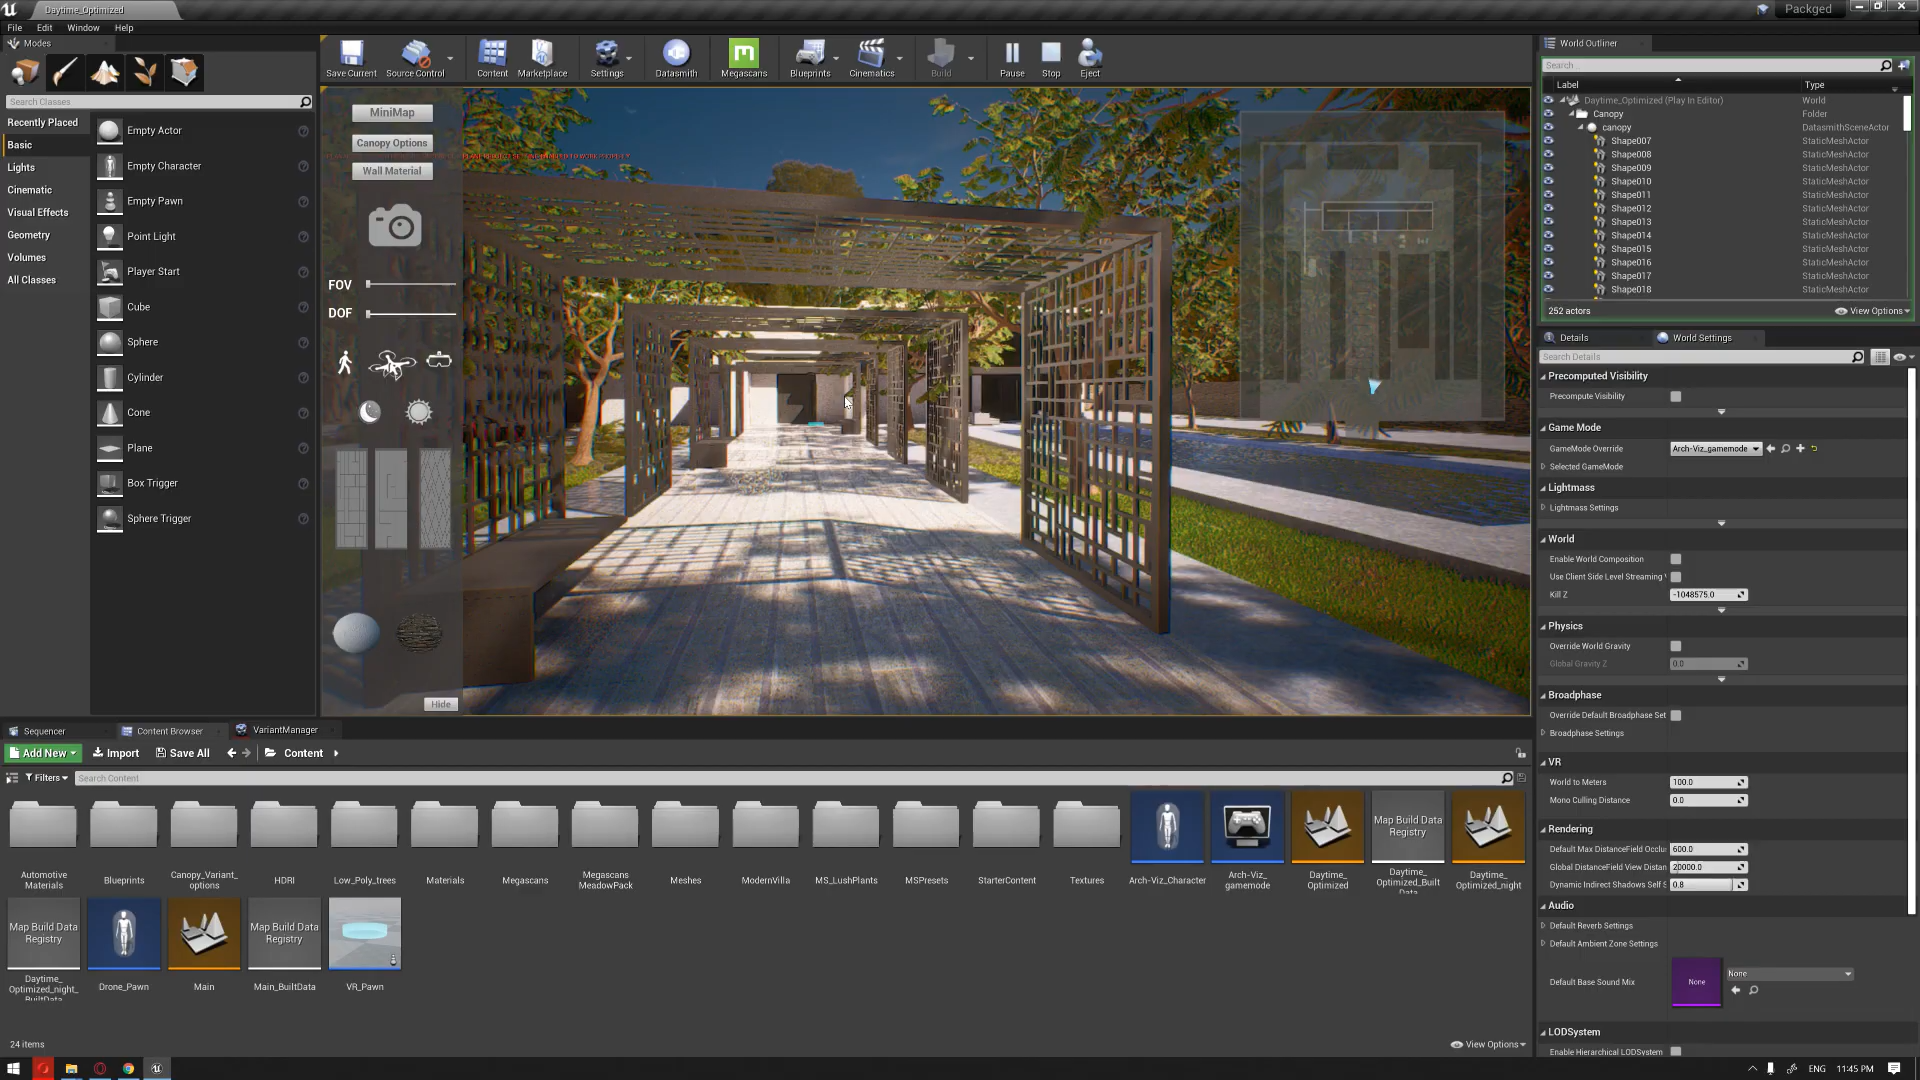 Daytime_Optimized
Packged
File Edit Window Help
Modes
Search Classes
Recently Placed
Basic
Lights
Cinematic
Visual Effects
Geometry
Volumes
All Classes
Empty Actor
Empty Character
Empty Pawn
Point Light
Player Start
Cube
Sphere
Cylinder
Cone
Plane
Box Trigger
Sphere Trigger
Save Current Source Control Content Marketplace Settings Datasmith Megascans Blueprints Cinematics Build Pause Stop Eject
MiniMap
Canopy Options
Wall Material
FOV
DOF
Hide
World Outliner
Search...
Label Type
Daytime_Optimized (Play In Editor) World
Canopy Folder
canopy DatasmithSceneActor
Shape007 StaticMeshActor
Shape008 StaticMeshActor
Shape009 StaticMeshActor
Shape010 StaticMeshActor
Shape011 StaticMeshActor
Shape012 StaticMeshActor
Shape013 StaticMeshActor
Shape014 StaticMeshActor
Shape015 StaticMeshActor
Shape016 StaticMeshActor
Shape017 StaticMeshActor
Shape018 StaticMeshActor
252 actors View Options
Details World Settings
Search Details
Precomputed Visibility
Precompute Visibility
Game Mode
GameMode Override Arch-Viz_gamemode
Selected GameMode
Lightmass
Lightmass Settings
World
Enable World Composition
Use Client Side Level Streaming
Kill Z -1048575.0
Physics
Override World Gravity
Global Gravity Z 0.0
Broadphase
Override Default Broadphase Set
Broadphase Settings
VR
World to Meters 100.0
Mono Culling Distance 0.0
Rendering
Default Max DistanceField Occlu 600.0
Global DistanceField View Distan 20000.0
Dynamic Indirect Shadows Self S 0.8
Audio
Default Reverb Settings
Default Ambient Zone Settings
Default Base Sound Mix None None
LODSystem
Enable Hierarchical LODSystem
Sequencer Content Browser VariantManager
Add New Import Save All Content
Filters Search Content
Automotive Materials
Blueprints
Canopy_Variant_options
HDRI
Low_Poly_trees
Materials
Megascans
Megascans MeadowPack
Meshes
ModernVilla
MS_LushPlants
MSPresets
StarterContent
Textures
Arch-Viz_Character
Arch-Viz_gamemode
Daytime_Optimized
Map Build Data Registry
Daytime_Optimized_Built Data
Daytime_Optimized_night
Map Build Data Registry
Daytime_Optimized_night_BuiltData
Drone_Pawn
Main
Map Build Data Registry
Main_BuiltData
VR_Pawn
24 items View Options
ENG 11:45 PM